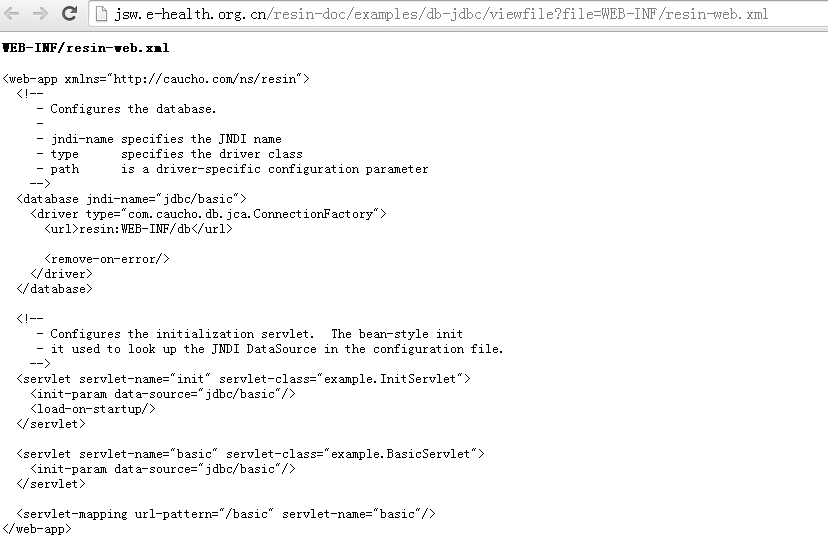 jsw.e-health.org.cn/resin-doc/examples/db-jdbc/viewfile?file=WEB-INF/resin-web.xml
WEB-INF/resin-web.xml
<web-app xmlns="http://caucho.com/ns/resin">
  <!--
     - Configures the database.
     -
     - jndi-name specifies the JNDI name
     - type      specifies the driver class
     - path      is a driver-specific configuration parameter
    -->
  <database jndi-name="jdbc/basic">
    <driver type="com.caucho.db.jca.ConnectionFactory">
      <url>resin:WEB-INF/db</url>
      <remove-on-error/>
    </driver>
  </database>
  <!--
     - Configures the initialization servlet.  The bean-style init
     - it used to look up the JNDI DataSource in the configuration file.
    -->
  <servlet servlet-name="init" servlet-class="example.InitServlet">
    <init-param data-source="jdbc/basic"/>
    <load-on-startup/>
  </servlet>
  <servlet servlet-name="basic" servlet-class="example.BasicServlet">
    <init-param data-source="jdbc/basic"/>
  </servlet>
  <servlet-mapping url-pattern="/basic" servlet-name="basic"/>
</web-app>